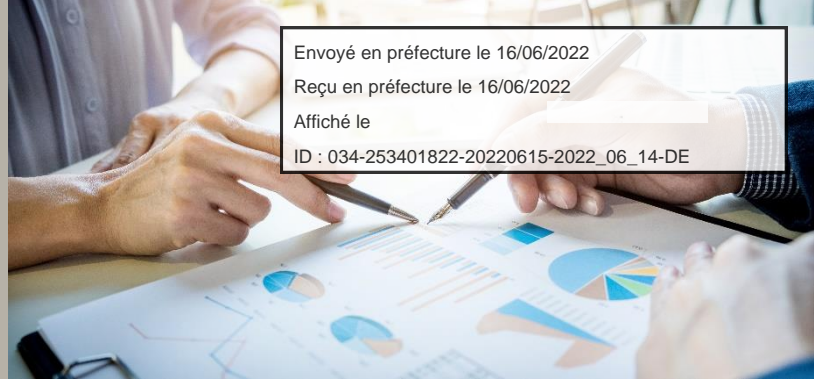 Envoyé en préfecture le 16/06/2022
Reçu en préfecture le 16/06/2022
Affiché le
ID : 034-253401822-20220615-2022_06_14-DE